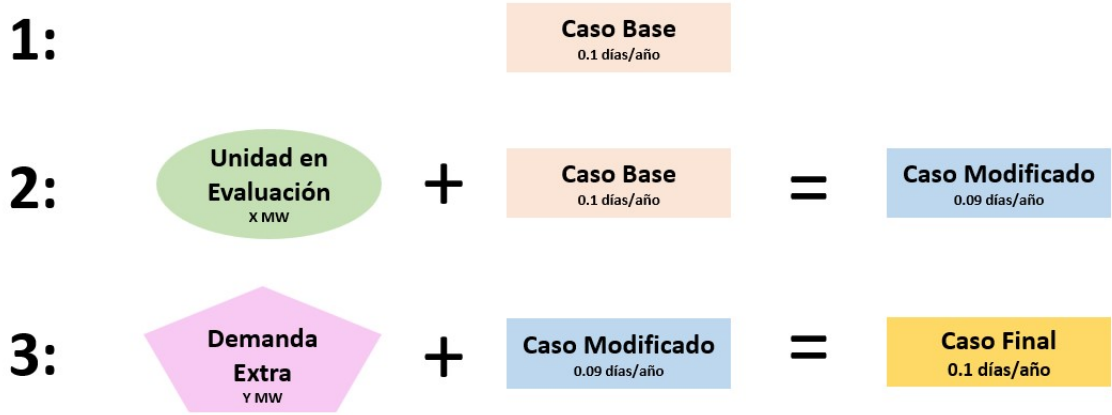 1:
Caso Base
0.1 días/año
2:
Unidad en
Evaluación
X MW
+
Caso Base
0.1 días/año
=
Caso Modificado
0.09 días/año
3:
Demanda
Extra
Y MW
+
Caso Modificado
0.09 días/año
=
Caso Final
0.1 días/año